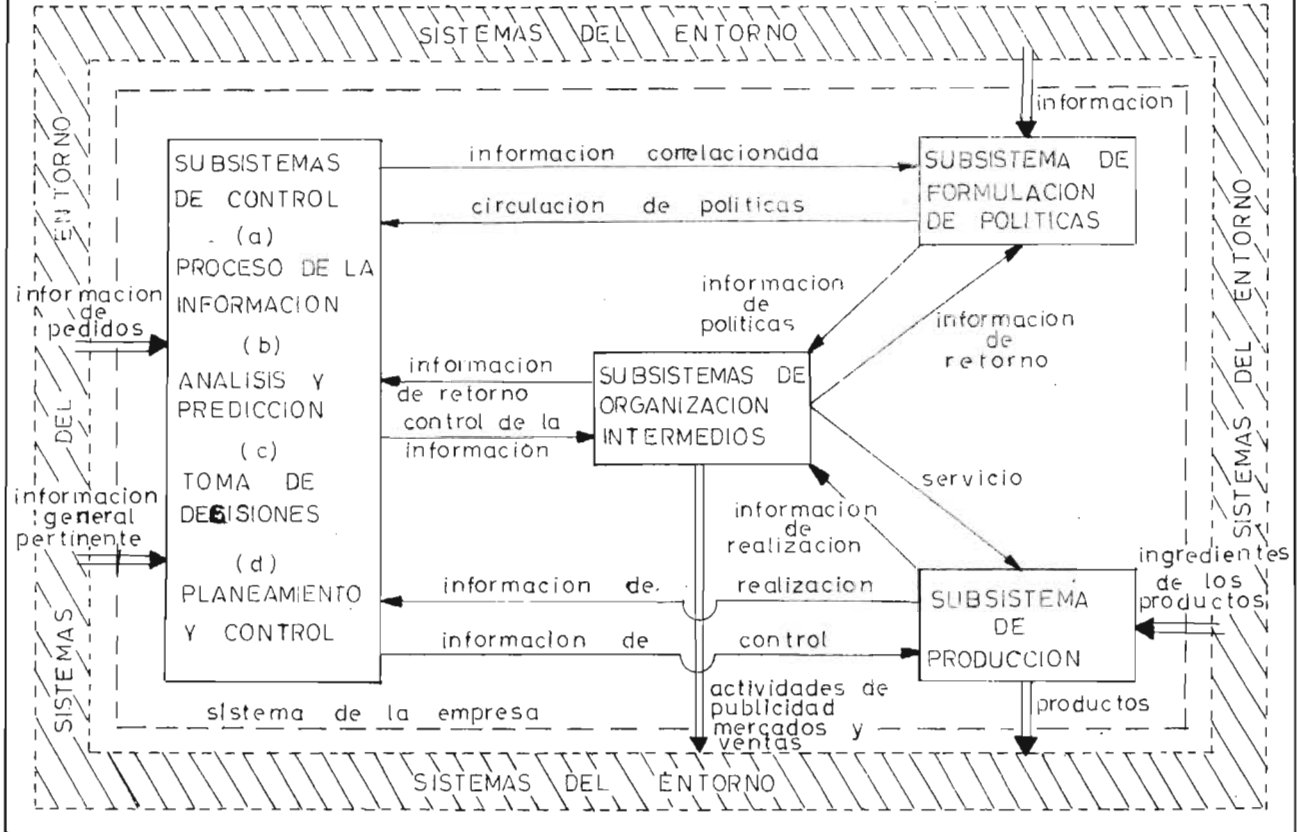 SISTEMAS DEL ENTORNO
informacion
SUBSISTEMAS
DE CONTROL
(a)
PROCESO DE LA
INFORMACION
(b)
ANALISIS Y
PREDICCION
(c)
TOMA DE
DECISIONES
(d)
PLANEAMIENTO
Y CONTROL
informacion correlacionada
circulacion de politicas
SUBSISTEMA DE
FORMULACION
DE POLITICAS
SISTEMAS DEL ENTORNO
informacion
de
pedidos
informacion
general
pertinente
informacion
de
politicas
informacion
de
retorno
informacion
de retorno
control de la
información
SUBSISTEMAS DE
ORGANIZACION
INTERMEDIOS
servicio
informacion
de
realizacion
SISTEMAS DEL ENTORNO
ingredientes
de los
productos
informacion de realizacion
informacion de control
SUBSISTEMA
DE
PRODUCCION
sistema de la empresa
actividades de
publicidad
mercados y
ventas
productos
SISTEMAS DEL ENTORNO